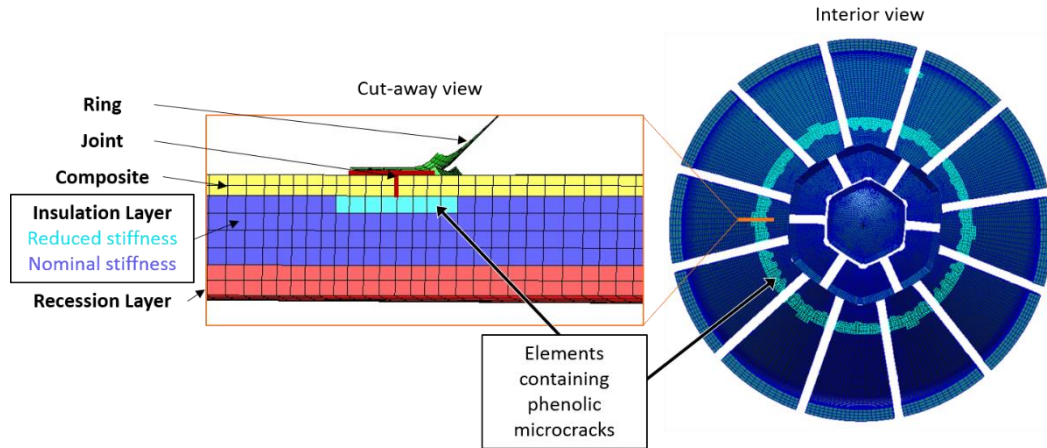 Interior view
Cut-away view
Ring
Joint
Composite
Insulation Layer
Reduced stiffness
Nominal stiffness
Recession Layer
Elements
containing
phenolic
microcracks